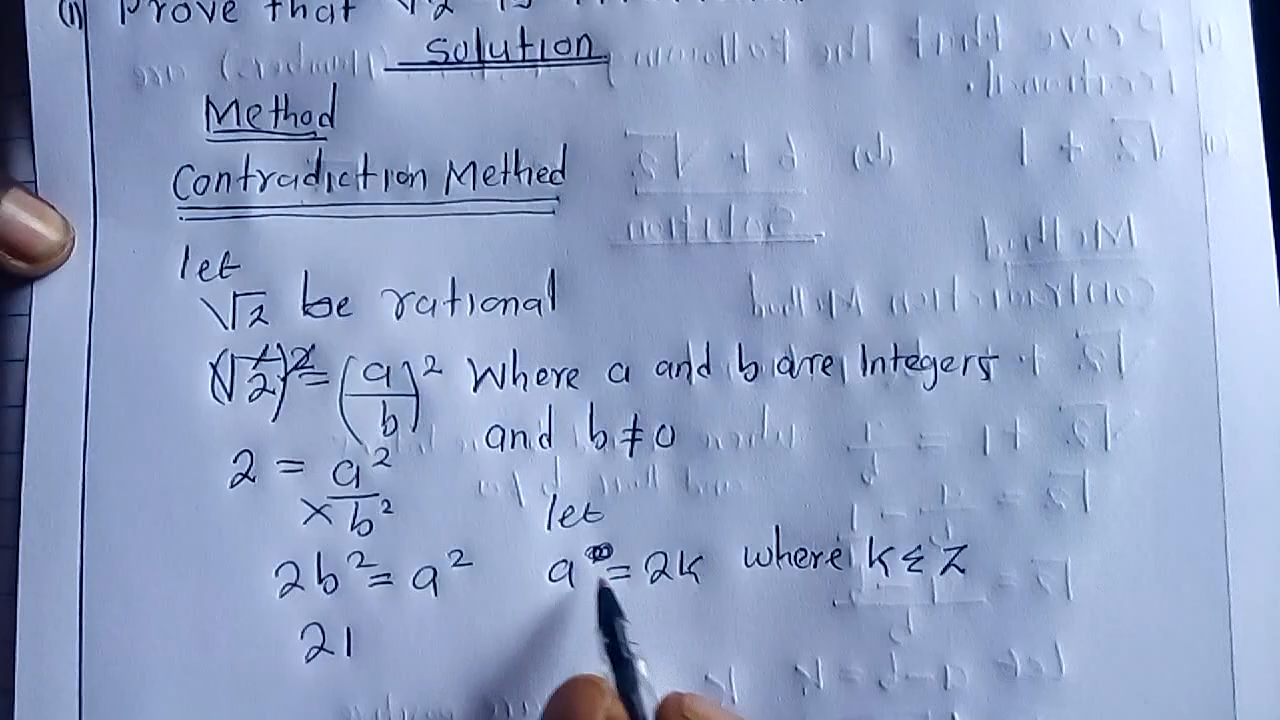 (i) Prove that √2 is
Solution
Method
Contradiction Methed
let
√2 be rational
(√2)² = (a/b)² Where a and b are Integers
and b ≠ 0
2 = a²/b²
×
let
2b² = a² a = 2k where k ∈ Z
21